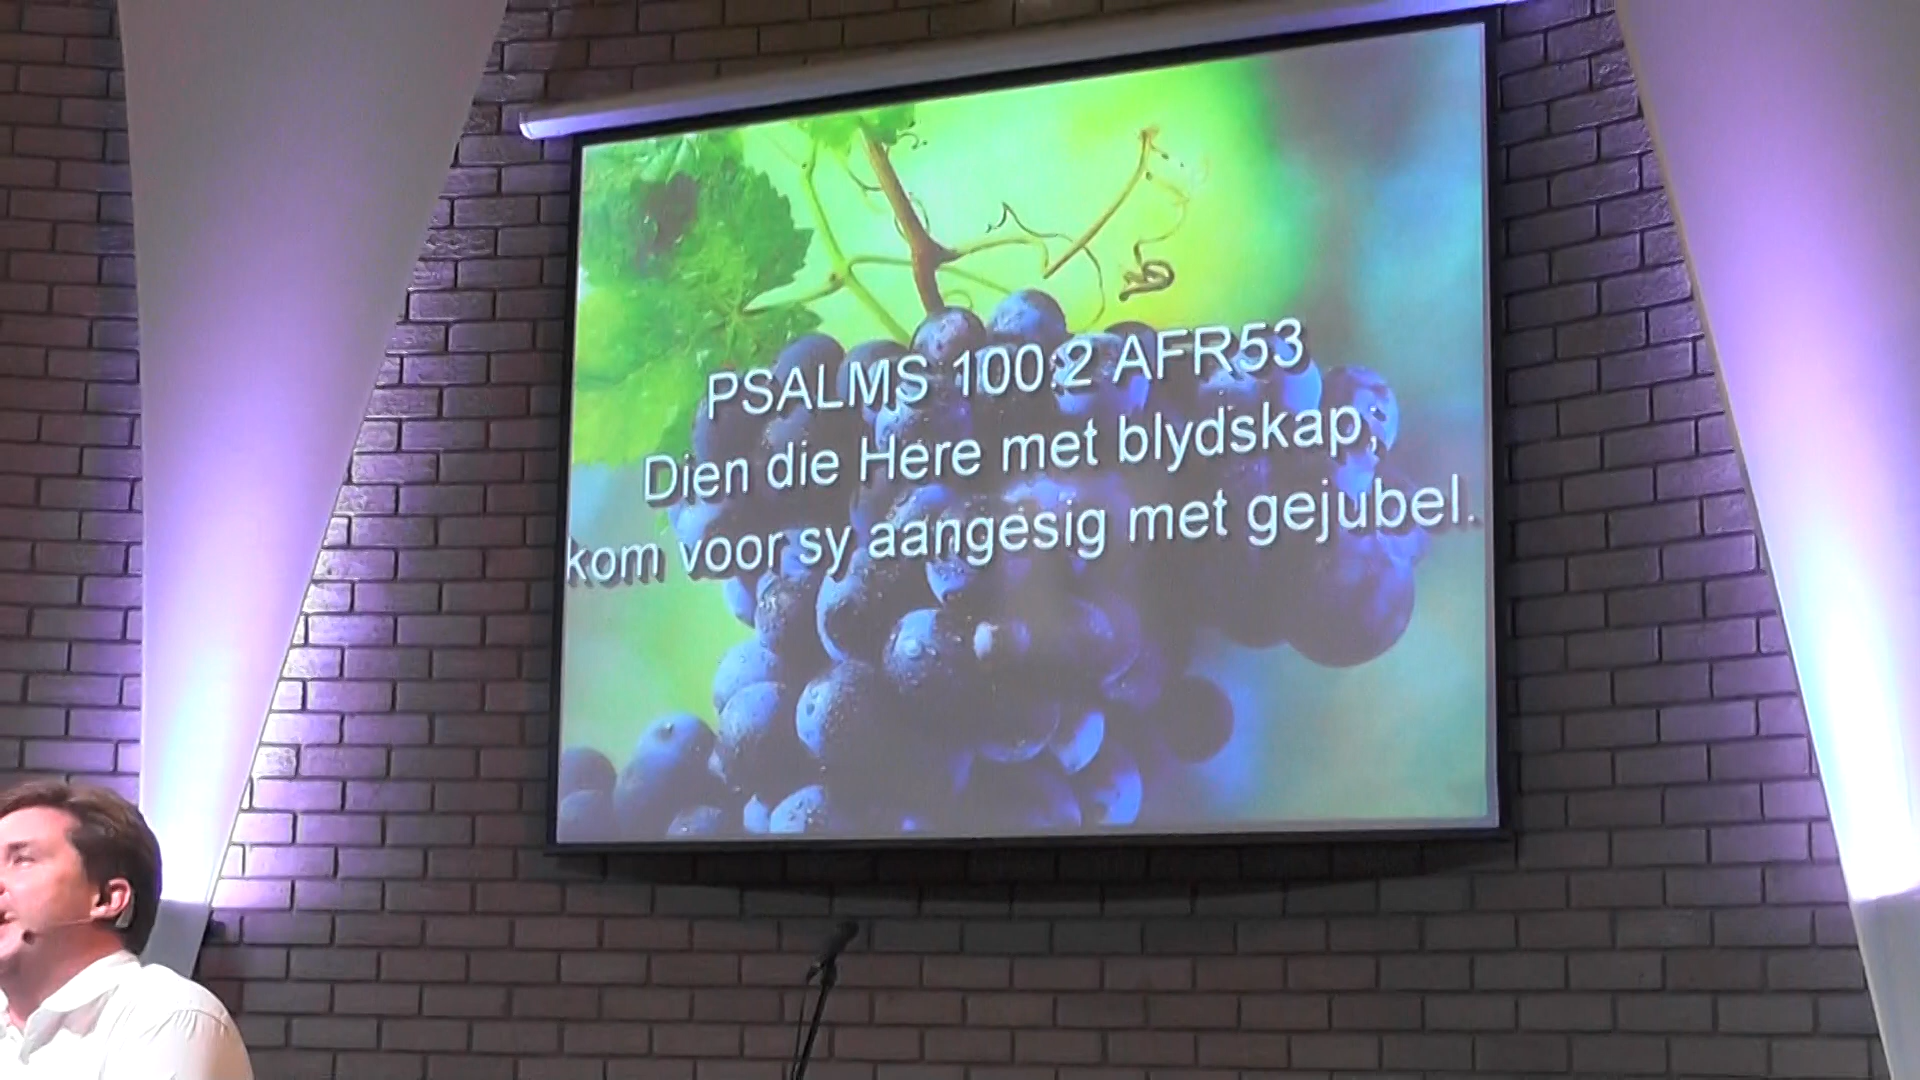 PSALMS 100:2 AFR53
Dien die Here met blydskap;
kom voor sy aangesig met gejubel.